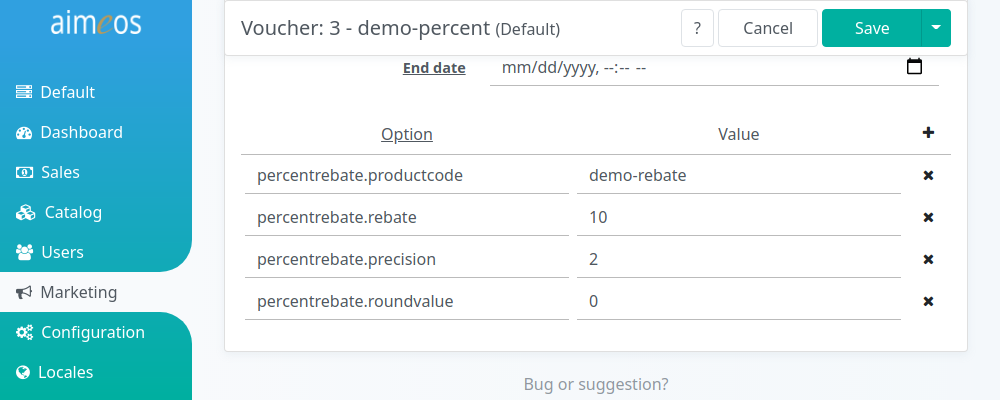 aimeos
Voucher: 3 - demo-percent (Default)
?
Cancel
Save
Default
Dashboard
Sales
Catalog
Users
Marketing
Configuration
Locales
End date
mm/dd/yyyy, --:-- --
Option Value
percentrebate.productcode demo-rebate
percentrebate.rebate 10
percentrebate.precision 2
percentrebate.roundvalue 0
Bug or suggestion?